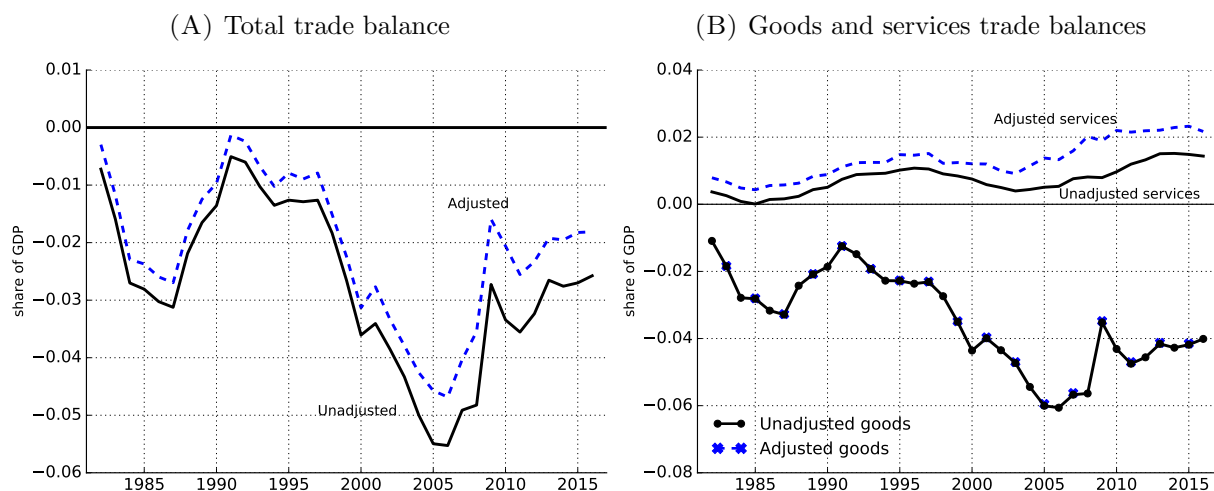 (A) Total trade balance
0.01
0.00
−0.01
−0.02
−0.03
−0.04
−0.05
−0.06
share of GDP
Adjusted
Unadjusted
1985 1990 1995 2000 2005 2010 2015
(B) Goods and services trade balances
0.04
0.02
0.00
−0.02
−0.04
−0.06
−0.08
share of GDP
Adjusted services
Unadjusted services
Unadjusted goods
Adjusted goods
1985 1990 1995 2000 2005 2010 2015